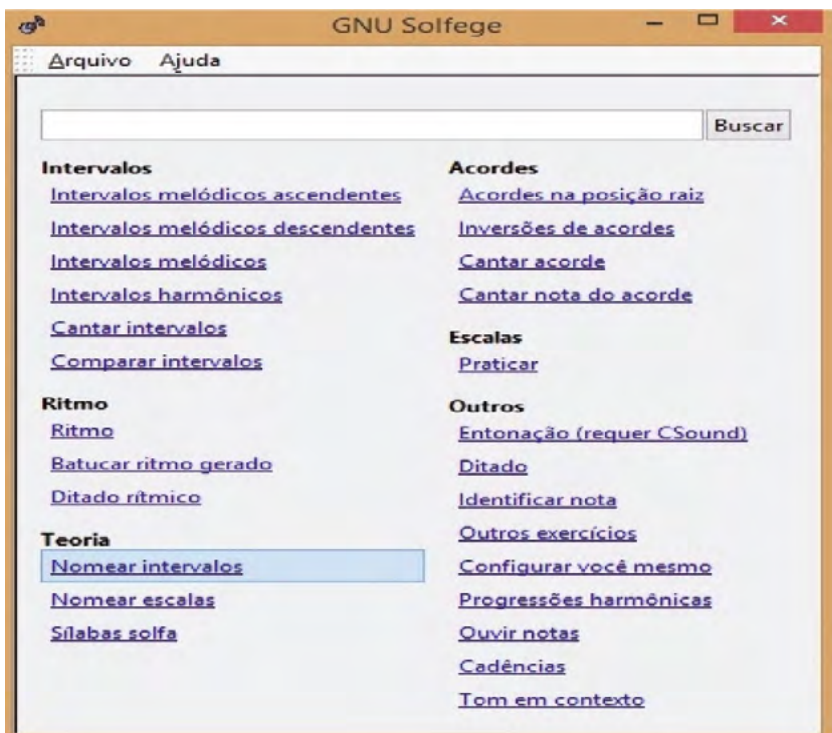 GNU Solfege
Arquivo Ajuda
Buscar
Intervalos
Intervalos melódicos ascendentes
Intervalos melódicos descendentes
Intervalos melódicos
Intervalos harmônicos
Cantar intervalos
Comparar intervalos
Ritmo
Ritmo
Batucar ritmo gerado
Ditado rítmico
Teoria
Nomear intervalos
Nomear escalas
Sílabas solfa
Acordes
Acordes na posição raiz
Inversões de acordes
Cantar acorde
Cantar nota do acorde
Escalas
Praticar
Outros
Entonação (requer CSound)
Ditado
Identificar nota
Outros exercícios
Configurar você mesmo
Progressões harmônicas
Ouvir notas
Cadências
Tom em contexto